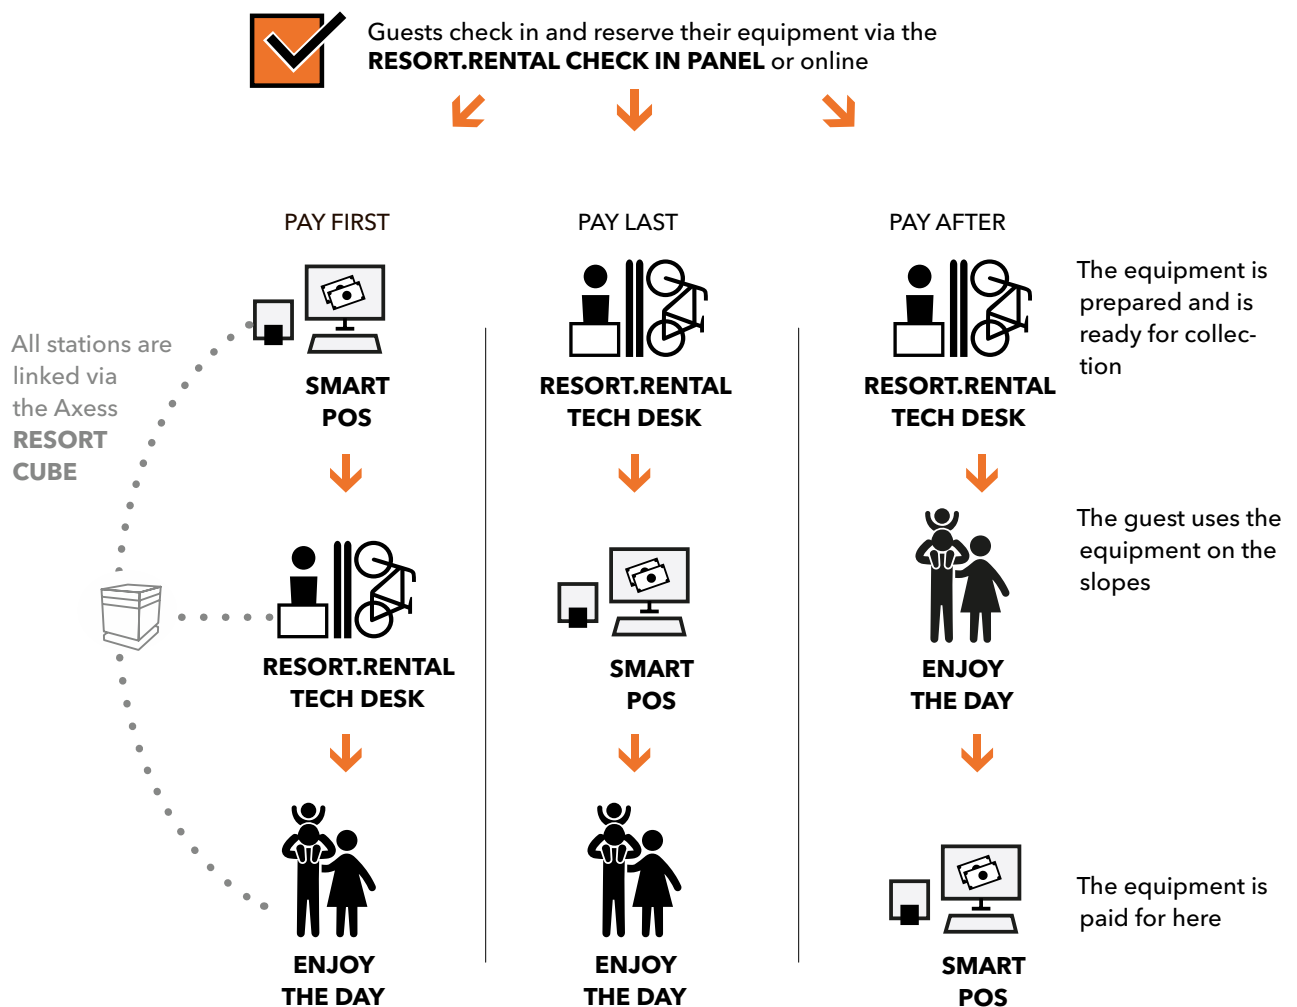 Guests check in and reserve their equipment via the
RESORT.RENTAL CHECK IN PANEL or online
PAY FIRST
PAY LAST
PAY AFTER
All stations are
linked via
the Axess
RESORT
CUBE
SMART
POS
RESORT.RENTAL
TECH DESK
ENJOY
THE DAY
RESORT.RENTAL
TECH DESK
SMART
POS
ENJOY
THE DAY
RESORT.RENTAL
TECH DESK
ENJOY
THE DAY
SMART
POS
The equipment is
prepared and is
ready for collec-
tion
The guest uses the
equipment on the
slopes
The equipment is
paid for here